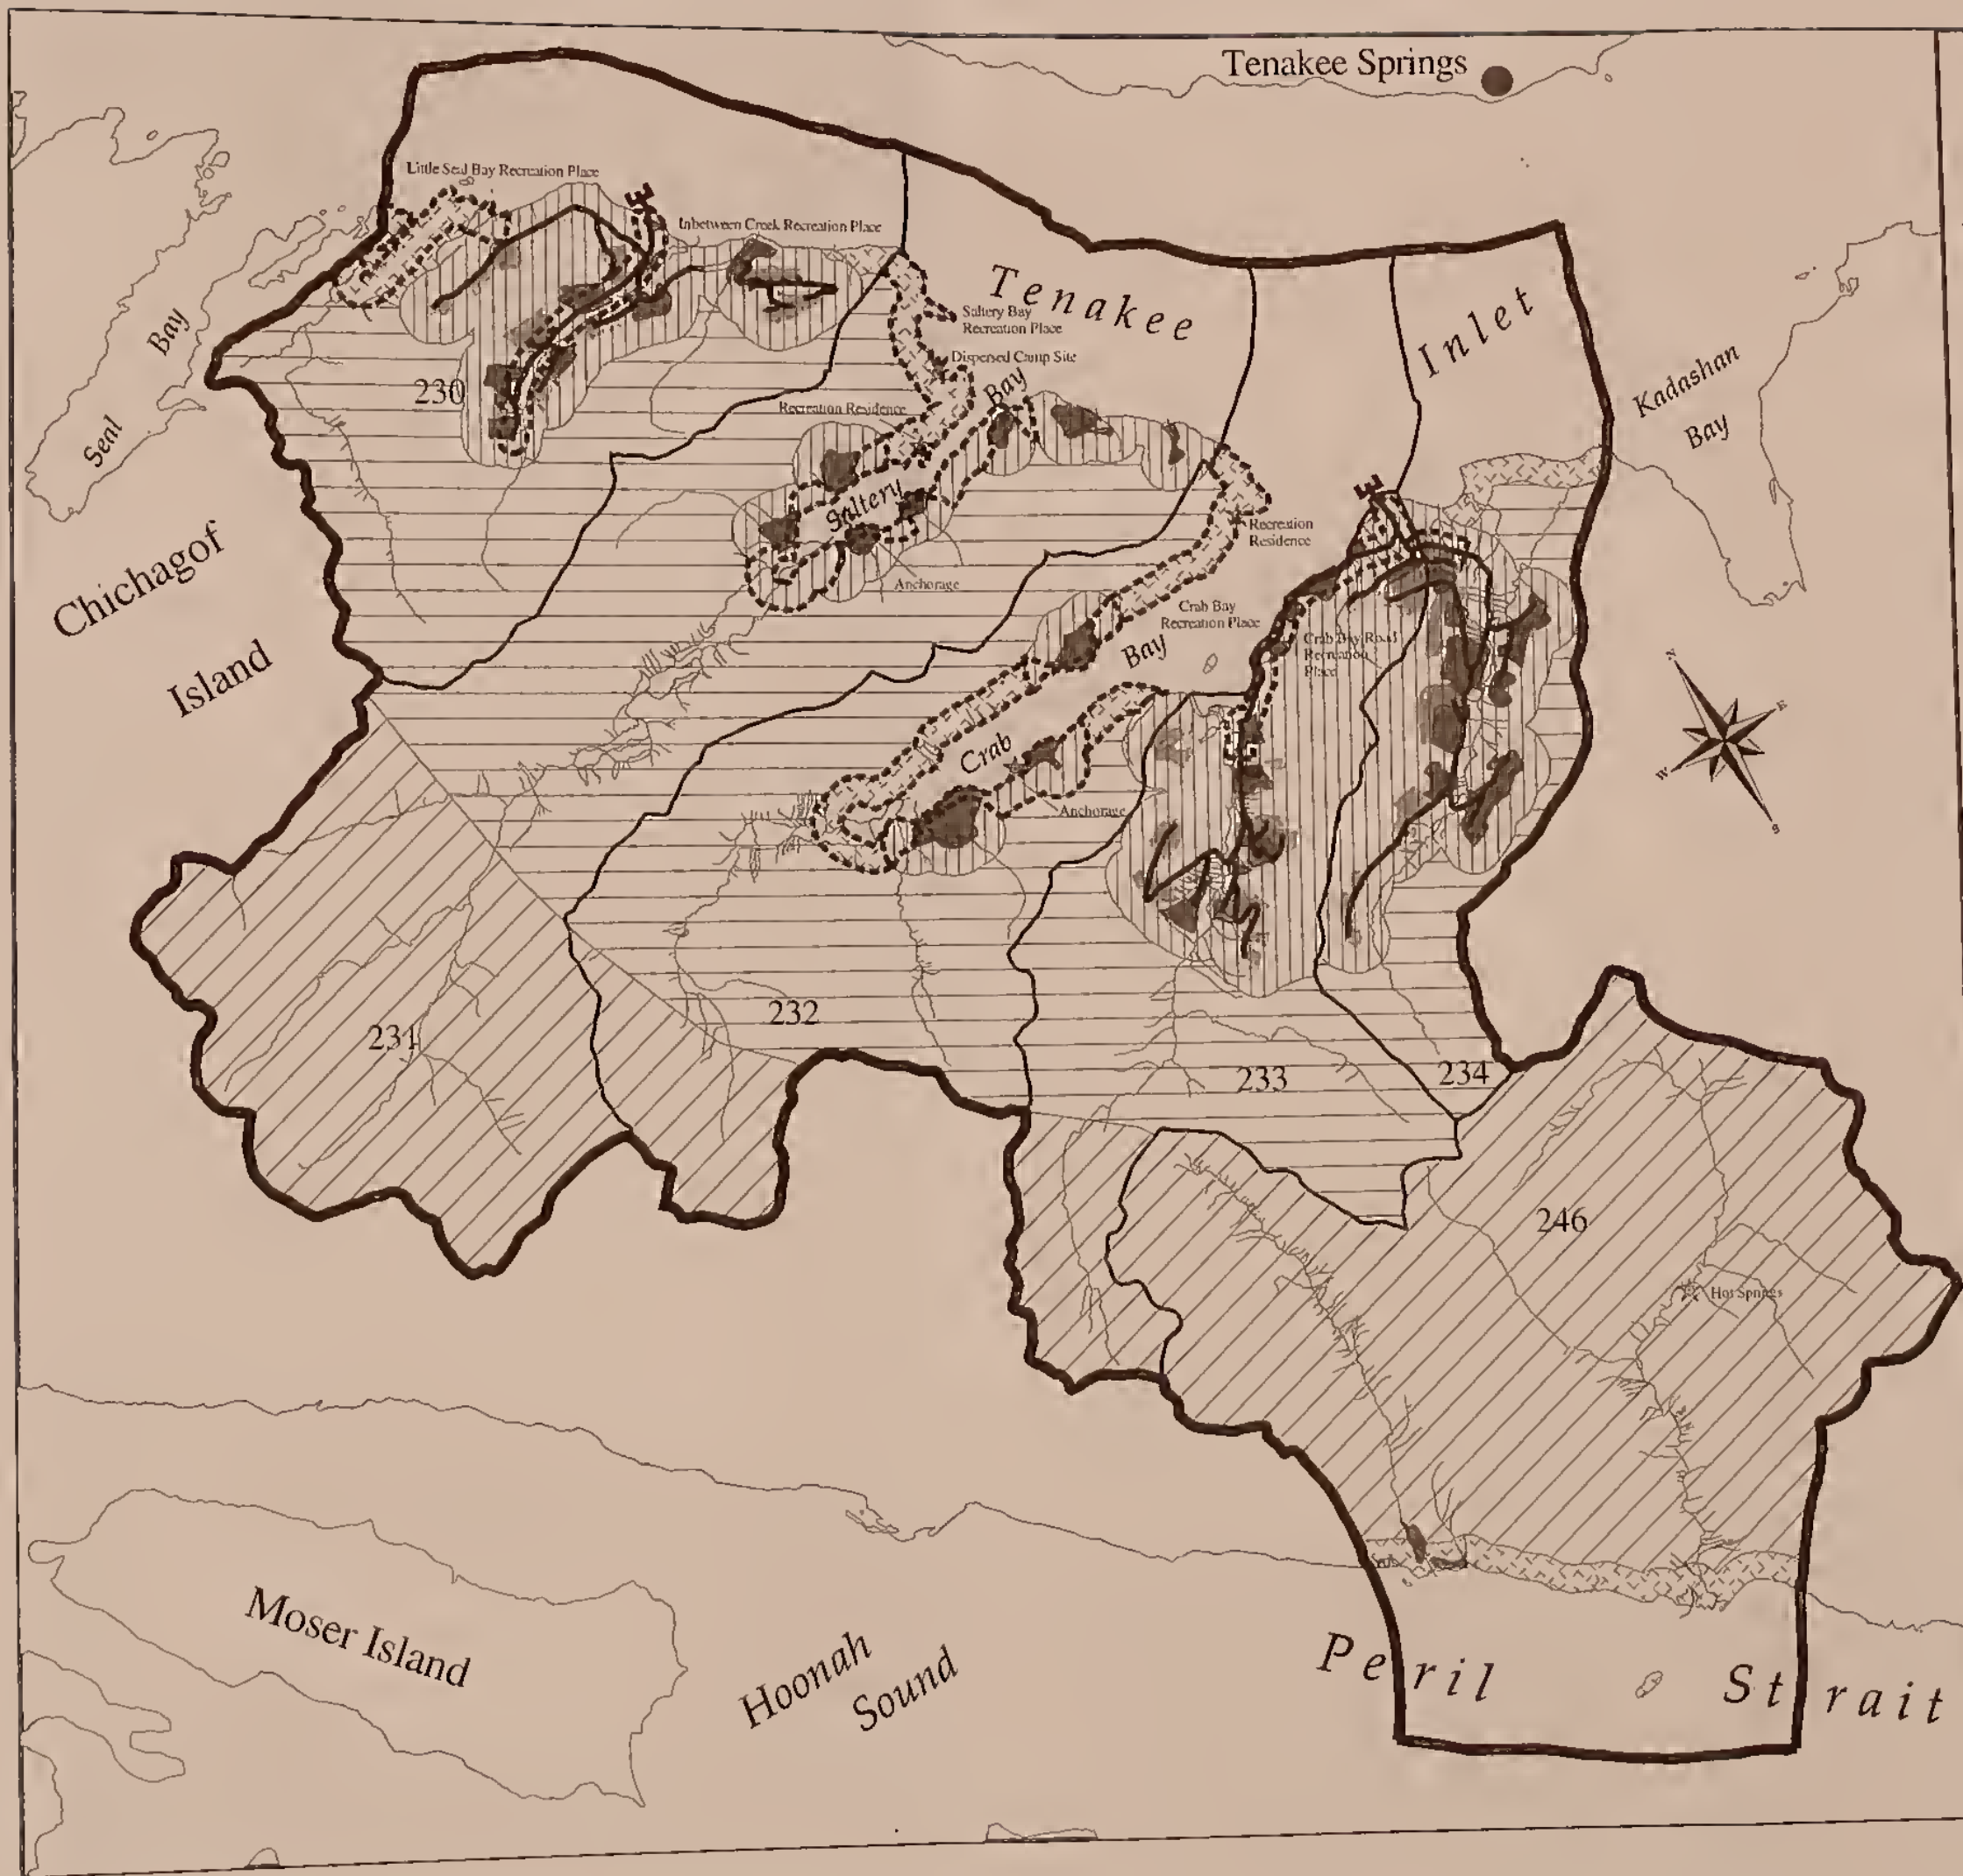 Tenakee Springs
Little Seal Bay Recreation Place
Inbetween Creek Recreation Place
Tenakee
Inlet
Saltery Bay
Recreation Place
Dispersed Camp Site
Bay
Recreation Residence
Saltery
Anchorage
Seal
Bay
Kadashan
Bay
230
Chichagof
Island
Recreation
Residence
Crab Bay
Recreation Place
Bay
Crab Bay Road
Recreation
Place
Crab
Anchorage
N
E
W
S
231
232
233
234
246
Hot Springs
Moser Island
Hoonah
Sound
Peril
Strait